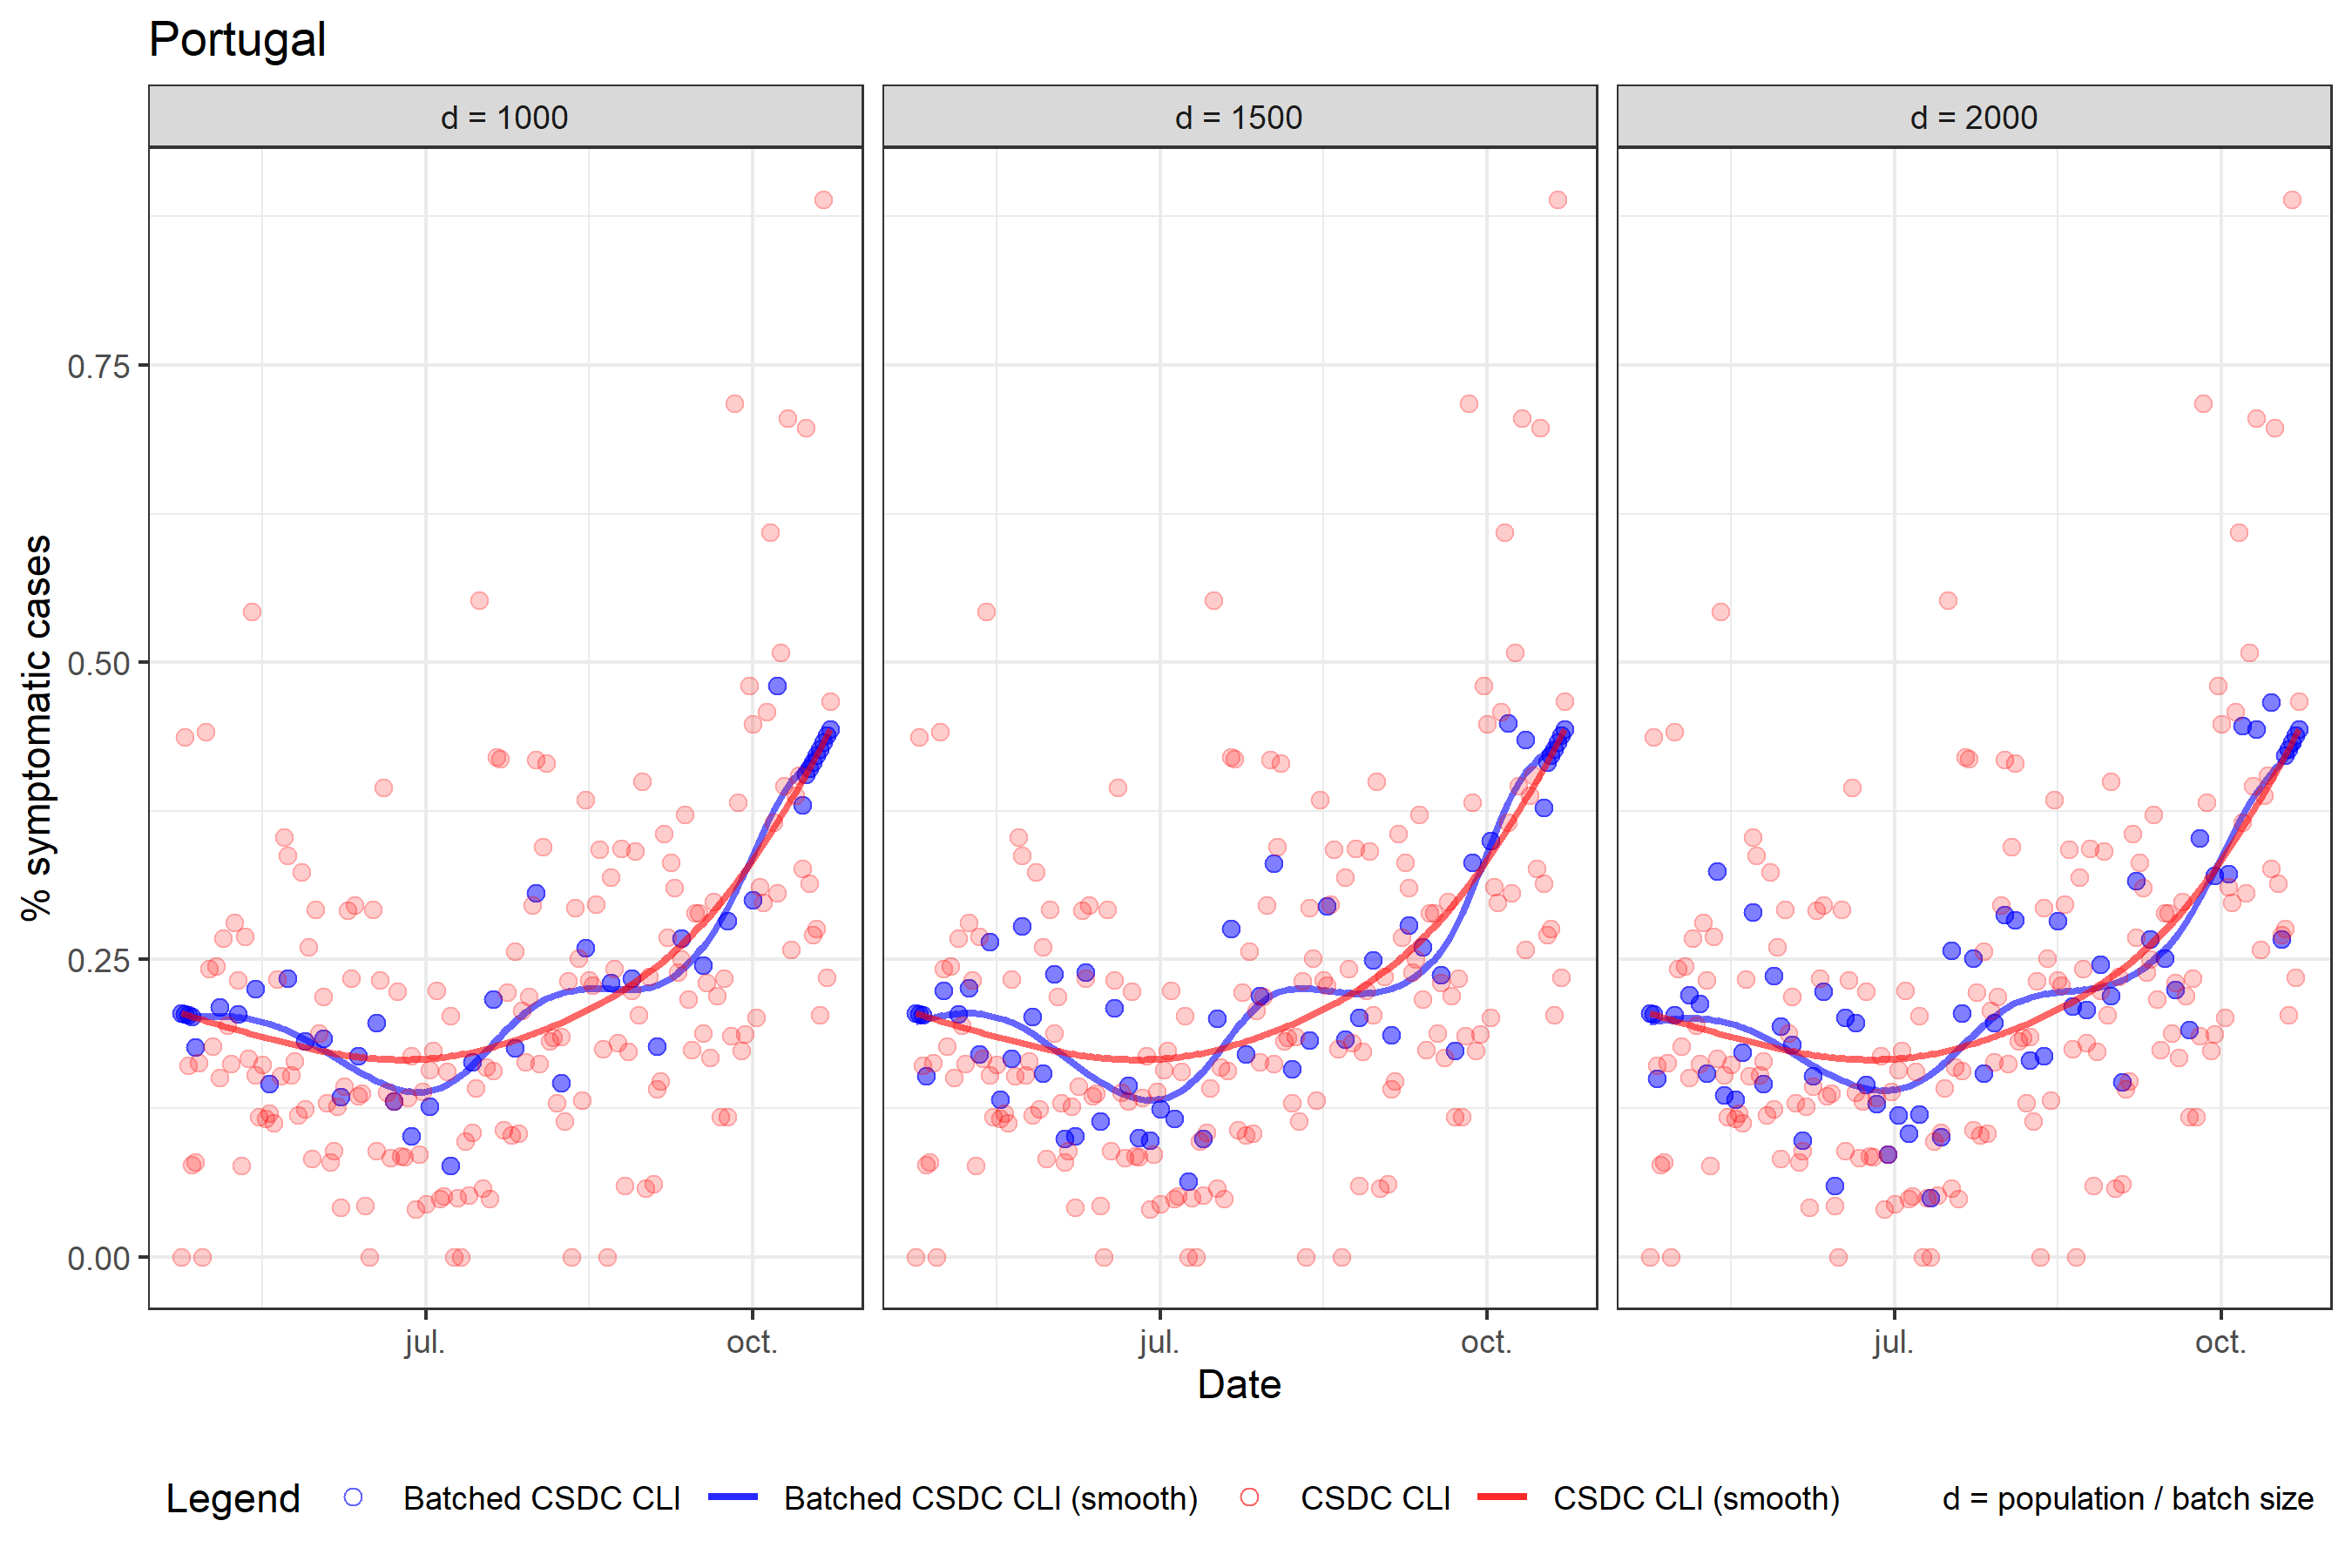 Portugal
d = 1000
d = 1500
d = 2000
% symptomatic cases
0.75
0.50
0.25
0.00
jul.
oct.
jul.
oct.
jul.
oct.
Date
Legend
Batched CSDC CLI
Batched CSDC CLI (smooth)
CSDC CLI
CSDC CLI (smooth)
d = population / batch size